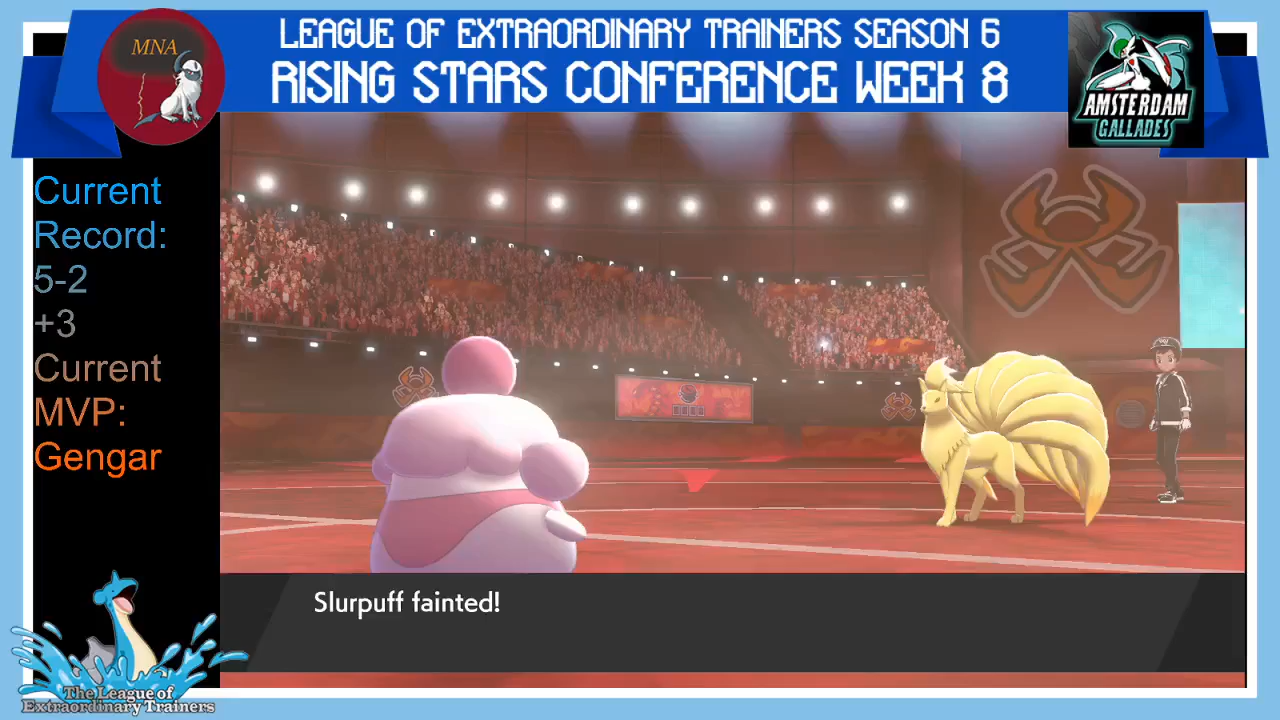 LEAGUE OF EXTRAORDINARY TRAINERS SEASON 5
RISING STARS CONFERENCE WEEK 8
MNA
AMSTERDAM
GALLADES
Current
Record:
5-2
+3
Current
MVP:
Gengar
Slurpuff fainted!
The League of
Extraordinary Trainers